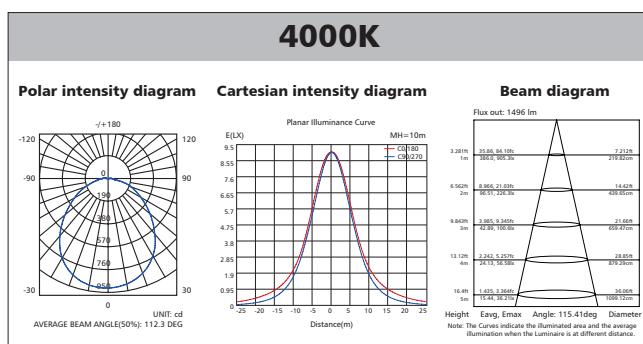 4000K
Polar intensity diagram
-/+180
-120
120
-90
90
0
190
380
570
760
950
-30
30
0
UNIT: cd
AVERAGE BEAM ANGLE(50%): 112.3 DEG
Cartesian intensity diagram
Planar Illuminance Curve
E(LX)
MH=10m
C0/180
C90/270
9.5
8.55
7.6
6.65
5.7
4.75
3.8
2.85
1.9
0.95
0
-25
-20
-15
-10
-5
0
5
10
15
20
25
Distance(m)
Beam diagram
Flux out: 1496 lm
3.281ft 35.86, 84.10fc 7.212ft
1m 386.0, 905.3lx 219.82cm
6.562ft 8.966, 21.03fc 14.42ft
2m 96.51, 226.3lx 439.65cm
9.843ft 3.985, 9.345fc 21.66ft
3m 42.89, 100.6lx 659.47cm
13.12ft 2.242, 5.257fc 28.85ft
4m 24.13, 56.58lx 879.29cm
16.4ft 1.435, 3.364fc 36.06ft
5m 15.44, 36.21lx 1099.12cm
Height Eavg, Emax Angle: 115.41deg Diameter
Note: The Curves indicate the illuminated area and the average
illumination when the Luminaire is at different distance.